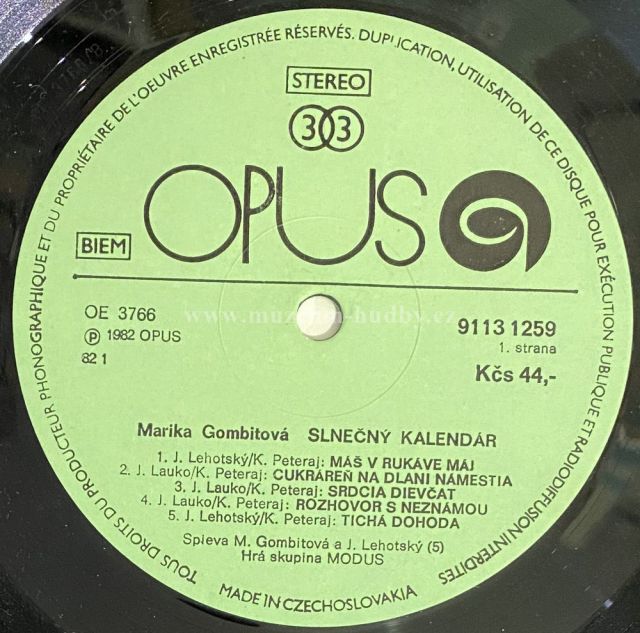 TOUS DROITS DU PRODUCTEUR PHONOGRAPHIQUE ET DU PROPRIÉTAIRE DE L'OEUVRE ENREGISTRÉE RÉSERVÉS. DUPLICATION, UTILISATION DE CE DISQUE POUR EXÉCUTION PUBLIQUE ET RADIODIFFUSION INTERDITES
STEREO
33
OPUS
BIEM
www.muzeum-hudby.cz
OE 3766
Ⓟ 1982 OPUS
82 1
9113 1259
1. strana
Kčs 44,-
Marika Gombitová SLNEČNÝ KALENDÁR
1. J. Lehotský/K. Peteraj: MÁŠ V RUKÁVE MÁJ
2. J. Lauko/K. Peteraj: CUKRÁREŇ NA DLANI NÁMESTIA
3. J. Lauko/K. Peteraj: SRDCIA DIEVČAT
4. J. Lauko/K. Peteraj: ROZHOVOR S NEZNÁMOU
5. J. Lehotský/K. Peteraj: TICHÁ DOHODA
Spieva M. Gombitová a J. Lehotský (5)
Hrá skupina MODUS
MADE IN CZECHOSLOVAKIA